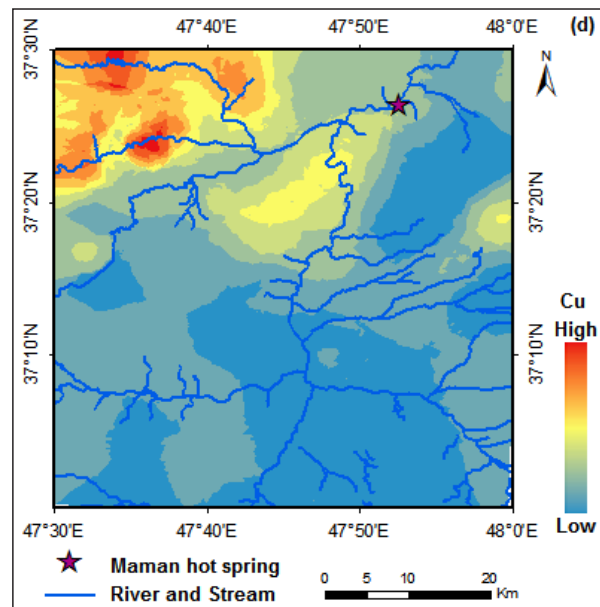 47°40'E 47°50'E 48°0'E (d)
N
37°30'N
37°30'N
37°20'N
37°20'N
Cu
High
37°10'N
37°10'N
Low
47°30'E 47°40'E 47°50'E 48°0'E
Maman hot spring
River and Stream
0 5 10 20
Km